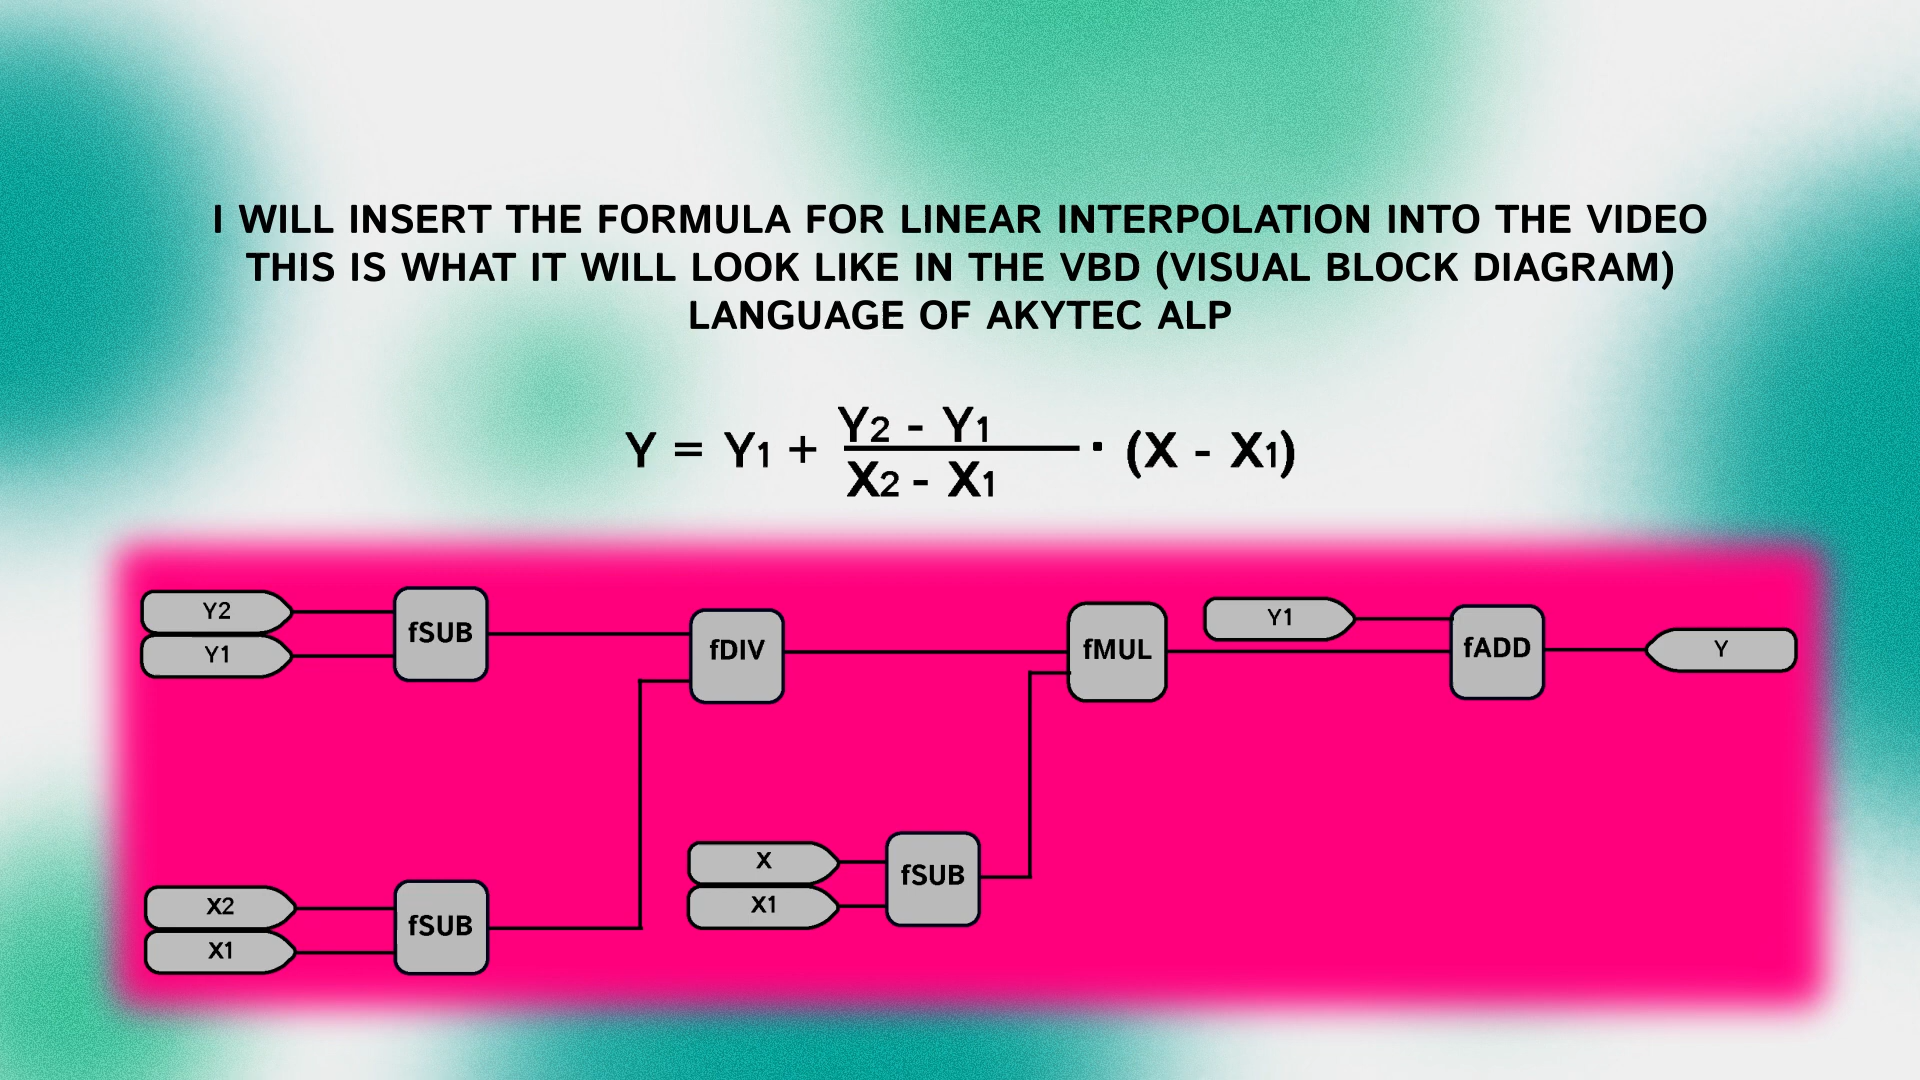 I WILL INSERT THE FORMULA FOR LINEAR INTERPOLATION INTO THE VIDEO
THIS IS WHAT IT WILL LOOK LIKE IN THE VBD (VISUAL BLOCK DIAGRAM)
LANGUAGE OF AKYTEC ALP
Y = Y1 + Y2 - Y1 / X2 - X1 · (X - X1)
Y2
Y1
fSUB
fDIV
fMUL
Y1
fADD
Y
X2
X1
fSUB
X
X1
fSUB